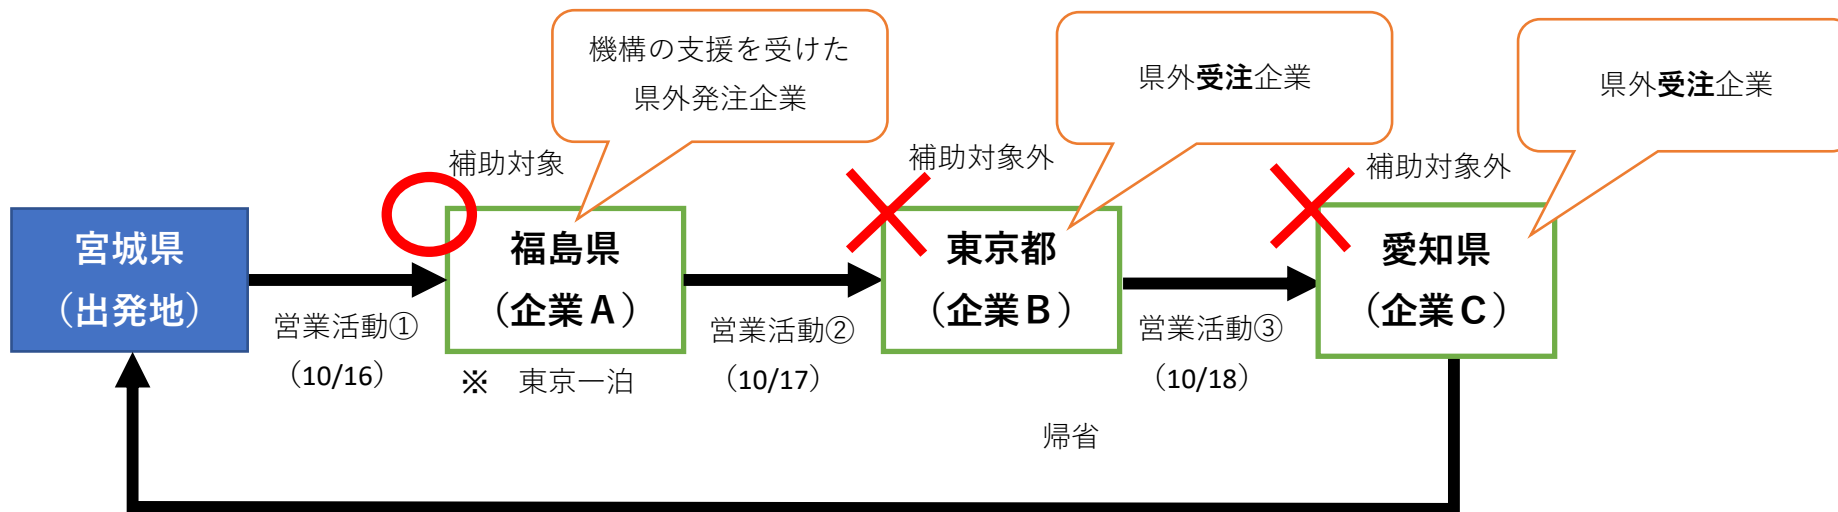 機構の支援を受けた
県外発注企業
県外受注企業
県外受注企業
補助対象
補助対象外
補助対象外
宮城県
（出発地）
福島県
（企業A）
東京都
（企業B）
愛知県
（企業C）
営業活動①
（10/16）
※　東京一泊
営業活動②
（10/17）
営業活動③
（10/18）
帰省